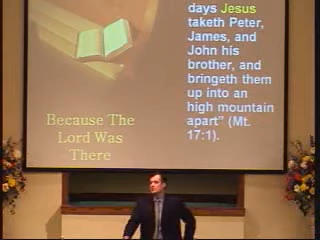 days Jesus
taketh Peter,
James, and
John his
brother, and
bringeth them
up into an
high mountain
apart" (Mt.
17:1).
Because The
Lord Was
There